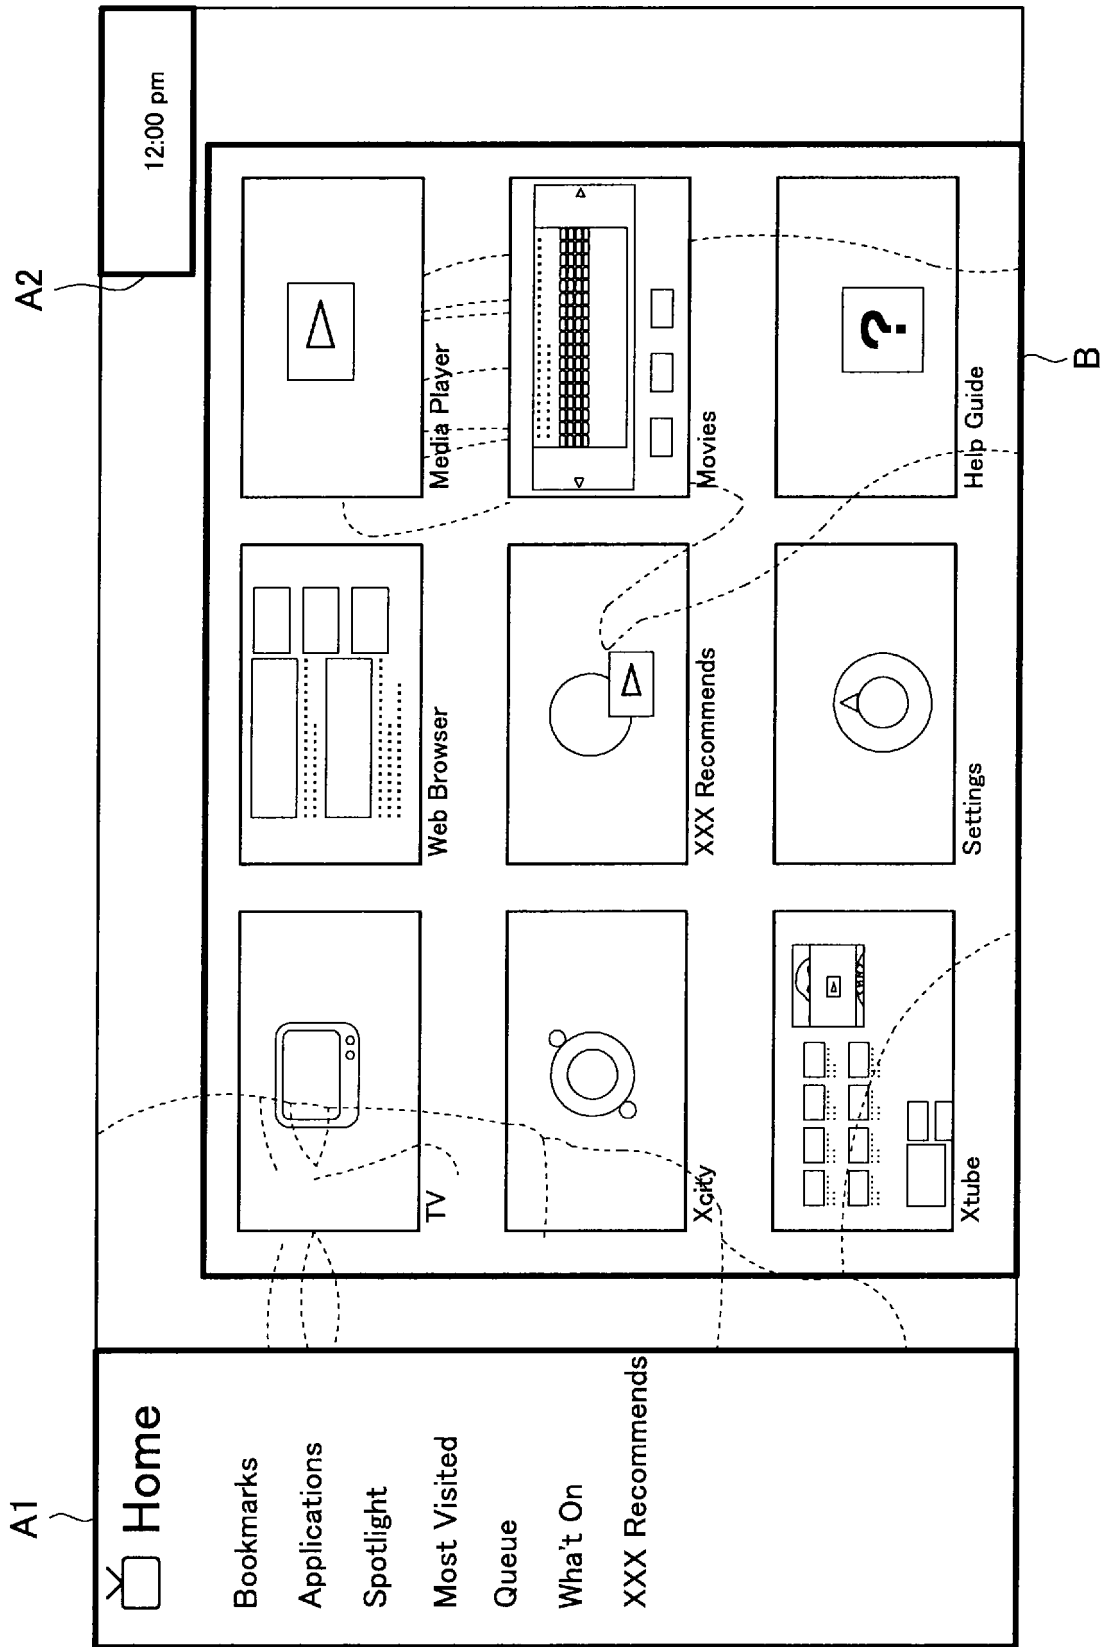 A1
A2
Home
12:00 pm
Bookmarks
Applications
Spotlight
Most Visited
Queue
Wha't On
XXX Recommends
TV
Web Browser
Media Player
Xcity
XXX Recommends
Movies
?
Xtube
Settings
Help Guide
B